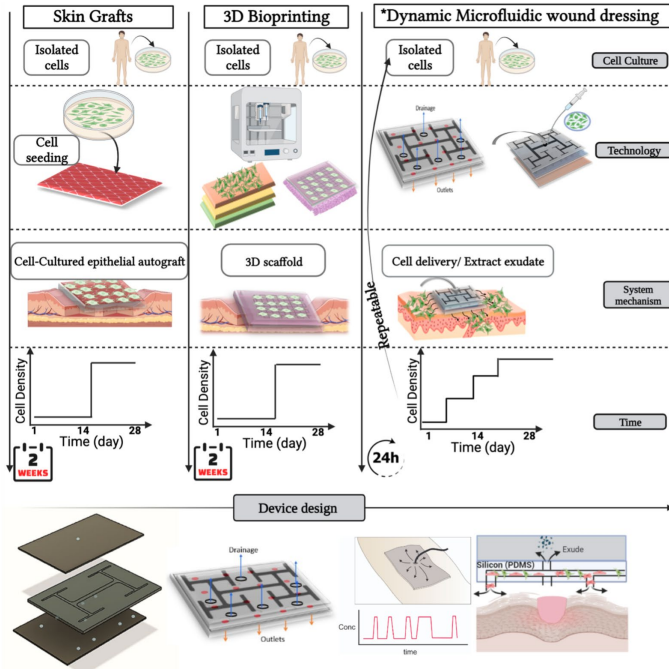 Skin Grafts
3D Bioprinting
*Dynamic Microfluidic wound dressing
Isolated
cells
Isolated
cells
Isolated
cells
Cell Culture
Cell
seeding
Drainage
Outlets
Technology
Cell-Cultured epithelial autograft
3D scaffold
Cell delivery/ Extract exudate
System
mechanism
Repeatable
Cell Density
1
14
28
Time (day)
2
WEEKS
Cell Density
1
14
28
Time (day)
2
WEEKS
Cell Density
1
14
28
Time (day)
24h
Time
Device design
Drainage
Outlets
Conc
time
Exude
Silicon (PDMS)